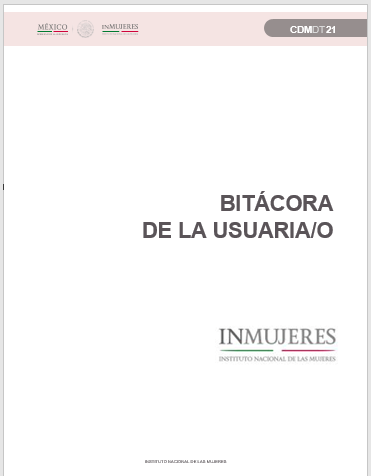 MÉXICO
INMUJERES
CDMDT21
BITÁCORA
DE LA USUARIA/O
INMUJERES
INSTITUTO NACIONAL DE LAS MUJERES
INSTITUTO NACIONAL DE LAS MUJERES